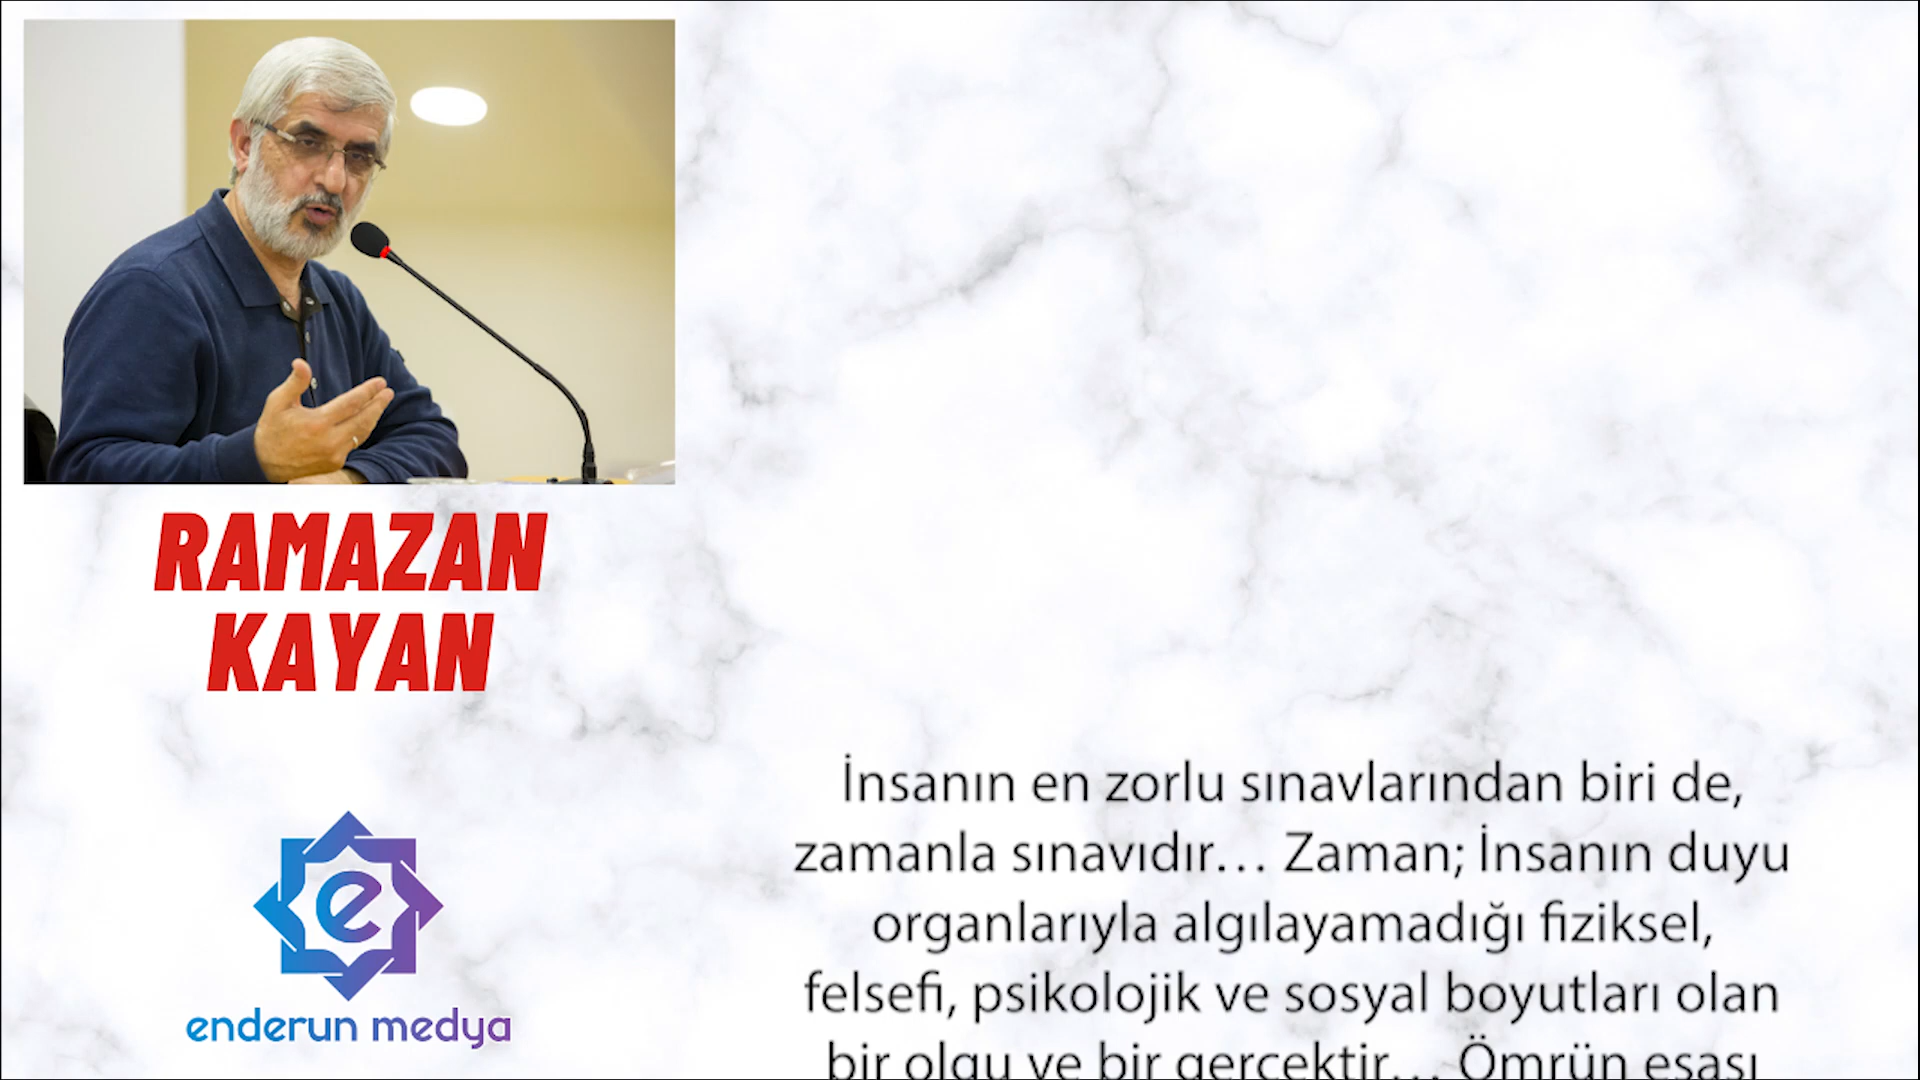 RAMAZAN
KAYAN
e
enderun medya
İnsanın en zorlu sınavlarından biri de,
zamanla sınavıdır… Zaman; İnsanın duyu
organlarıyla algılayamadığı fiziksel,
felsefi, psikolojik ve sosyal boyutları olan
bir olgu ve bir gerçektir… Ömrün esası